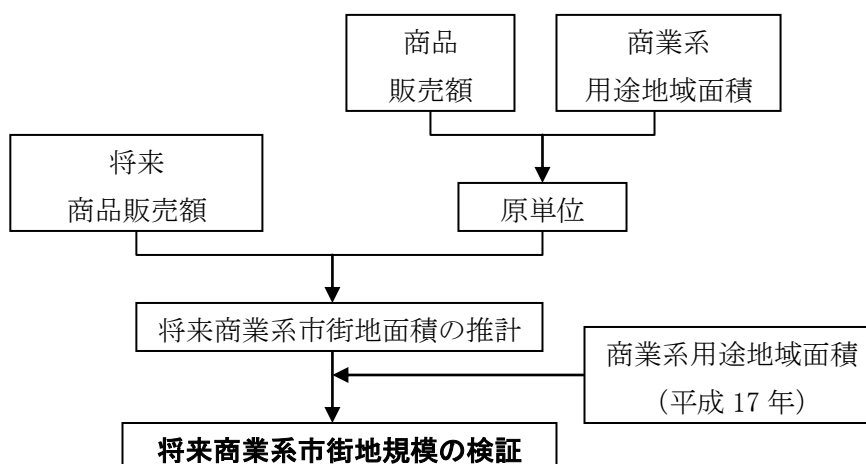 商品
販売額
商業系
用途地域面積
将来
商品販売額
原単位
将来商業系市街地面積の推計
商業系用途地域面積
（平成 17 年）
将来商業系市街地規模の検証